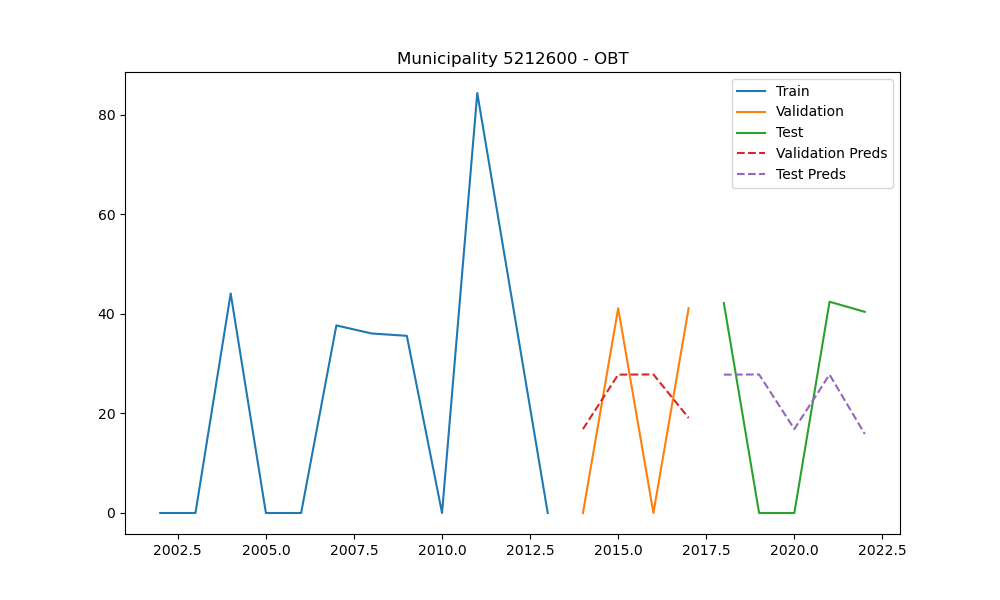 Municipality 5212600 - OBT
Train
Validation
Test
Validation Preds
Test Preds
80
60
40
20
0
2002.5 2005.0 2007.5 2010.0 2012.5 2015.0 2017.5 2020.0 2022.5